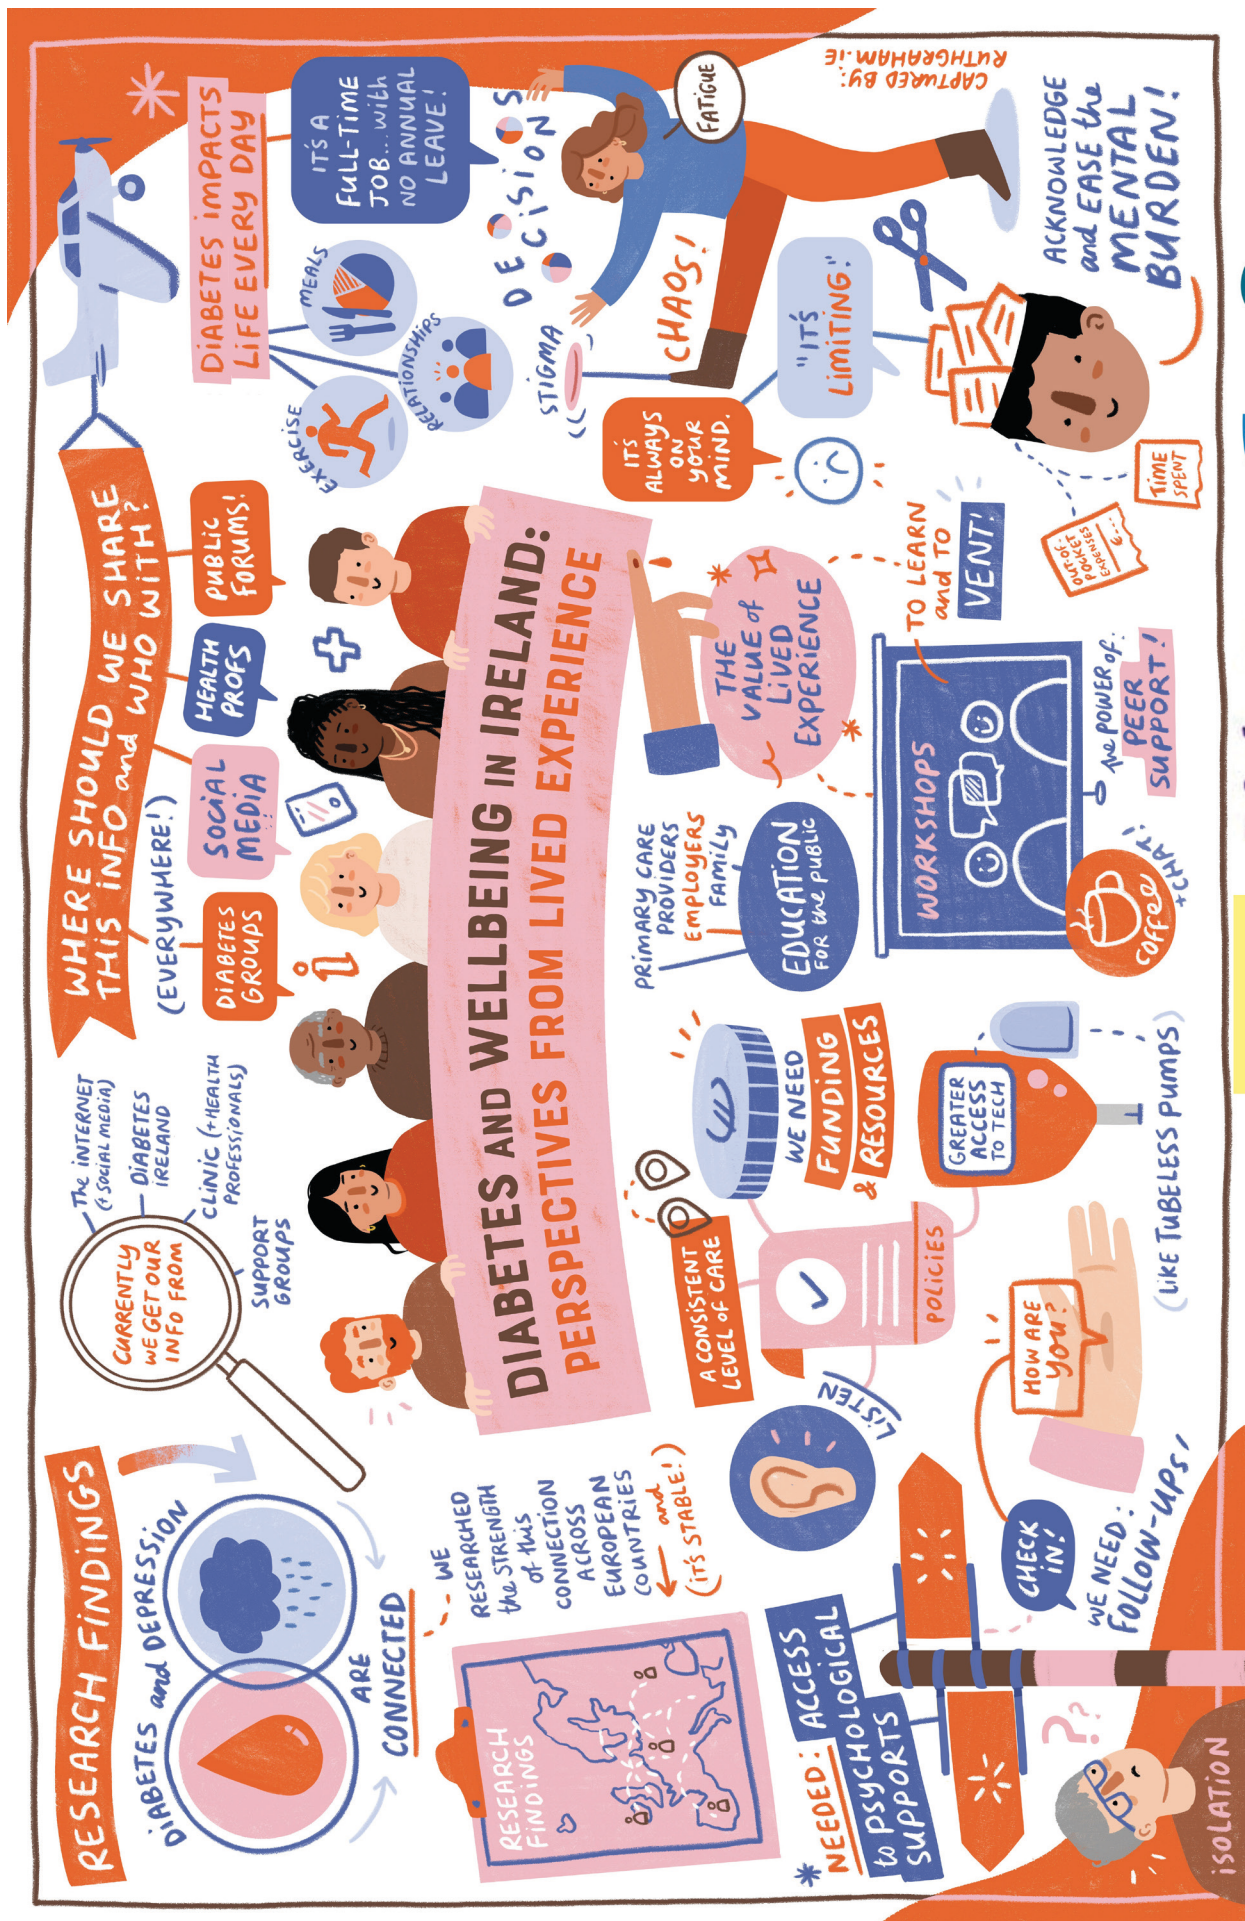 RESEARCH FINDINGS
DIABETES and DEPRESSION
ARE
CONNECTED
WE
RESEARCHED
the STRENGTH
of this
CONNECTION
ACROSS
EUROPEAN
COUNTRIES
and
(it's STABLE!)
RESEARCH
FINDINGS
CURRENTLY
WE GET OUR
INFO FROM
THE INTERNET
(+ SOCIAL MEDIA)
DIABETES
IRELAND
CLINIC (+HEALTH
PROFESSIONALS)
SUPPORT
GROUPS
WHERE SHOULD WE SHARE
THIS INFO and WHO WITH?
(EVERYWHERE!)
DIABETES
GROUPS
SOCIAL
MEDIA
HEALTH
PROFS
PUBLIC
FORUMS!
DIABETES IMPACTS
LIFE EVERY DAY
EXERCISE
RELATIONSHIPS
MEALS
IT'S A
FULL-TIME
JOB...with
NO ANNUAL
LEAVE!
DECISIONS
STIGMA
FATIGUE
CHAOS!
DIABETES AND WELLBEING IN IRELAND:
PERSPECTIVES FROM LIVED EXPERIENCE
IT'S
ALWAYS
ON
YOUR
MIND.
"IT'S
LIMITING."
CAPTURED BY:
RUTHGRAHAM.IE
ACKNOWLEDGE
and EASE the
MENTAL
BURDEN!
OUT-OF-
POCKET
EXPENSES
TIME
SPENT
THE
VALUE of
LIVED
EXPERIENCE
TO LEARN
and TO
VENT!
PRIMARY CARE
PROVIDERS
EMPLOYERS
FAMILY
EDUCATION
FOR the PUBLIC
WORKSHOPS
the POWER of:
PEER
SUPPORT!
COFFEE
+CHAT!
WE NEED
FUNDING
& RESOURCES
A CONSISTENT
LEVEL of CARE
POLICIES
LISTEN
GREATER
ACCESS
TO TECH
(LIKE TUBELESS PUMPS)
HOW ARE
YOU?
CHECK
IN!
WE NEED:
FOLLOW-UPS!
NEEDED: ACCESS
to PSYCHOLOGICAL
SUPPORTS
??
ISOLATION